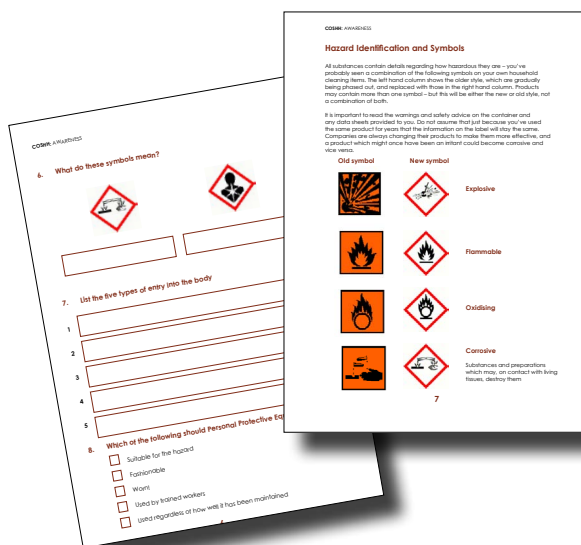 COSHH: AWARENESS
6. What do these symbols mean?
7. List the five types of entry into the body
1
2
3
4
5
8. Which of the following should Personal Protective
Suitable for the hazard
Fashionable
Worn
Used by trained workers
Used regardless of how well it has been maintained
COSHH: AWARENESS
Hazard Identification and Symbols
All substances contain details regarding how hazardous they are – you've
probably seen a combination of the following symbols on your own household
cleaning items. The left hand column shows the older style, which are gradually
being phased out, and replaced with those in the right hand column. Products
may contain more than one symbol – but this will be either the new or old style, not
a combination of both.
It is important to read the warnings and safety advice on the container and
any data sheets provided to you. Do not assume that just because you've used
the same product for years that the information on the label will stay the same.
Companies are always changing their products to make them more effective, and
a product which might once have been an irritant could become corrosive and
vice versa.
Old symbol New symbol
Explosive
Flammable
Oxidising
Corrosive
Substances and preparations
which may, on contact with living
tissues, destroy them
7